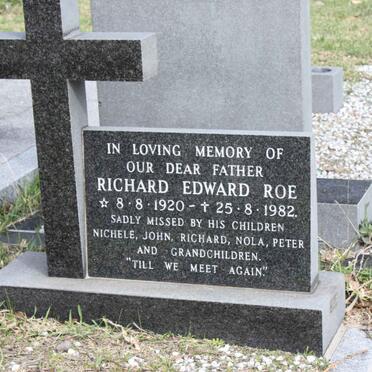 IN LOVING MEMORY OF
OUR DEAR FATHER
RICHARD EDWARD ROE
☆ 8·8·1920 - ✝ 25·8·1982.
SADLY MISSED BY HIS CHILDREN
NICHELE, JOHN, RICHARD, NOLA, PETER
AND GRANDCHILDREN.
"TILL WE MEET AGAIN."